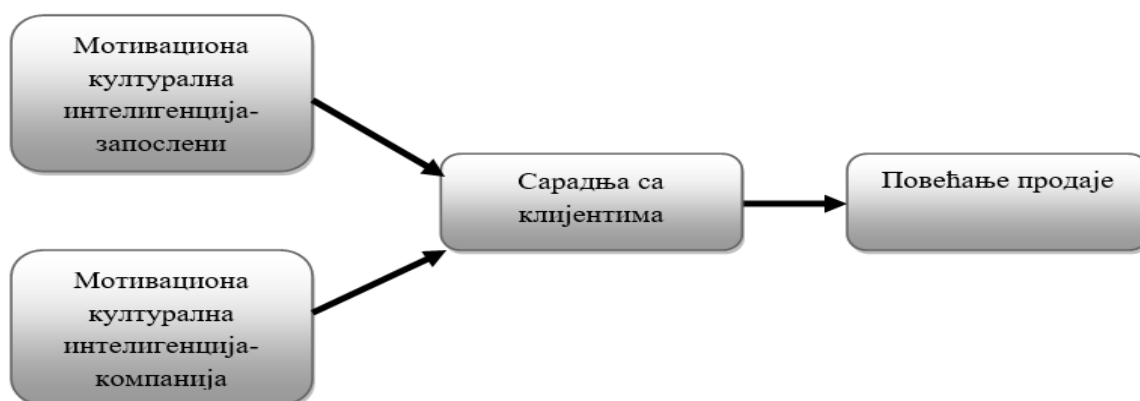 Мотивациона
културална
интелигенција-
запослени
Сарадња са
клијентима
Повећање продаје
Мотивациона
културална
интелигенција-
компанија